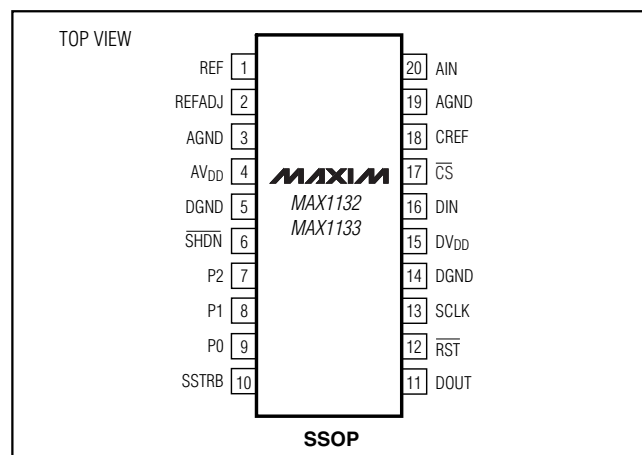 TOP VIEW
REF 1
REFADJ 2
AGND 3
AVDD 4
DGND 5
SHDN 6
P2 7
P1 8
P0 9
SSTRB 10
20 AIN
19 AGND
18 CREF
17 CS
16 DIN
15 DVDD
14 DGND
13 SCLK
12 RST
11 DOUT
MAXIM
MAX1132
MAX1133
SSOP